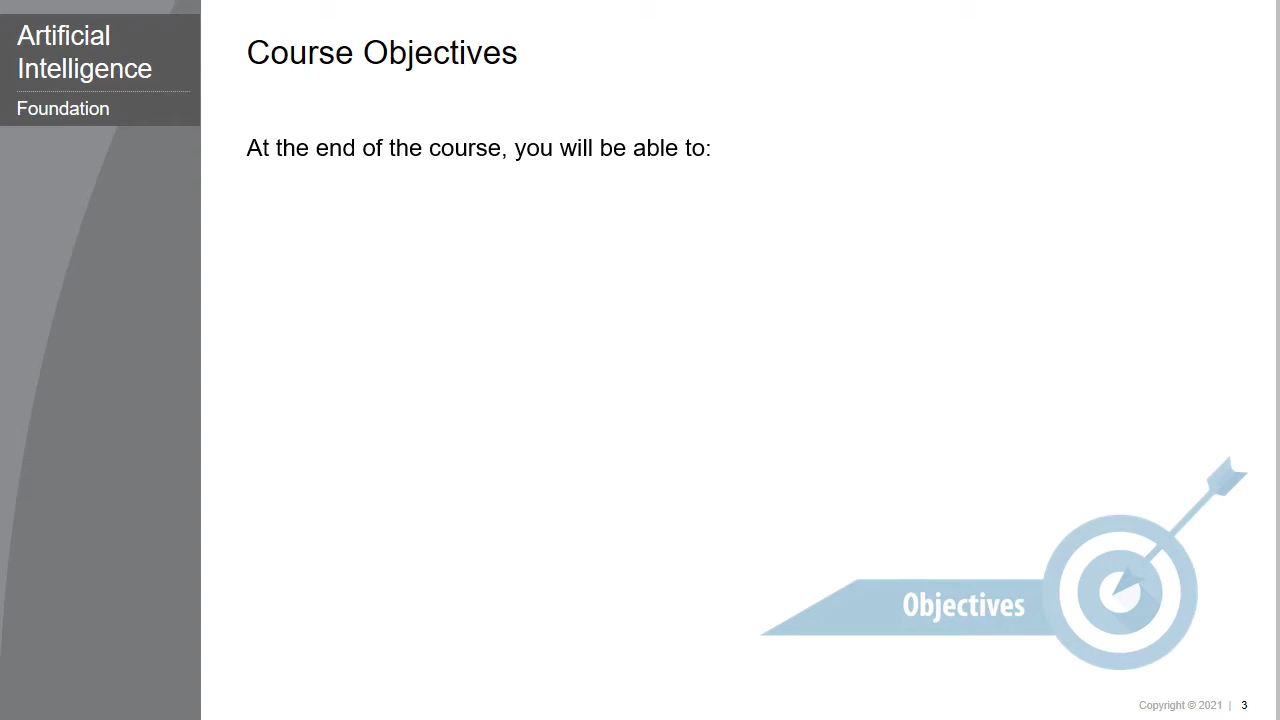 Artificial
Intelligence
Foundation
Course Objectives
At the end of the course, you will be able to:
Objectives
Copyright © 2021 | 3